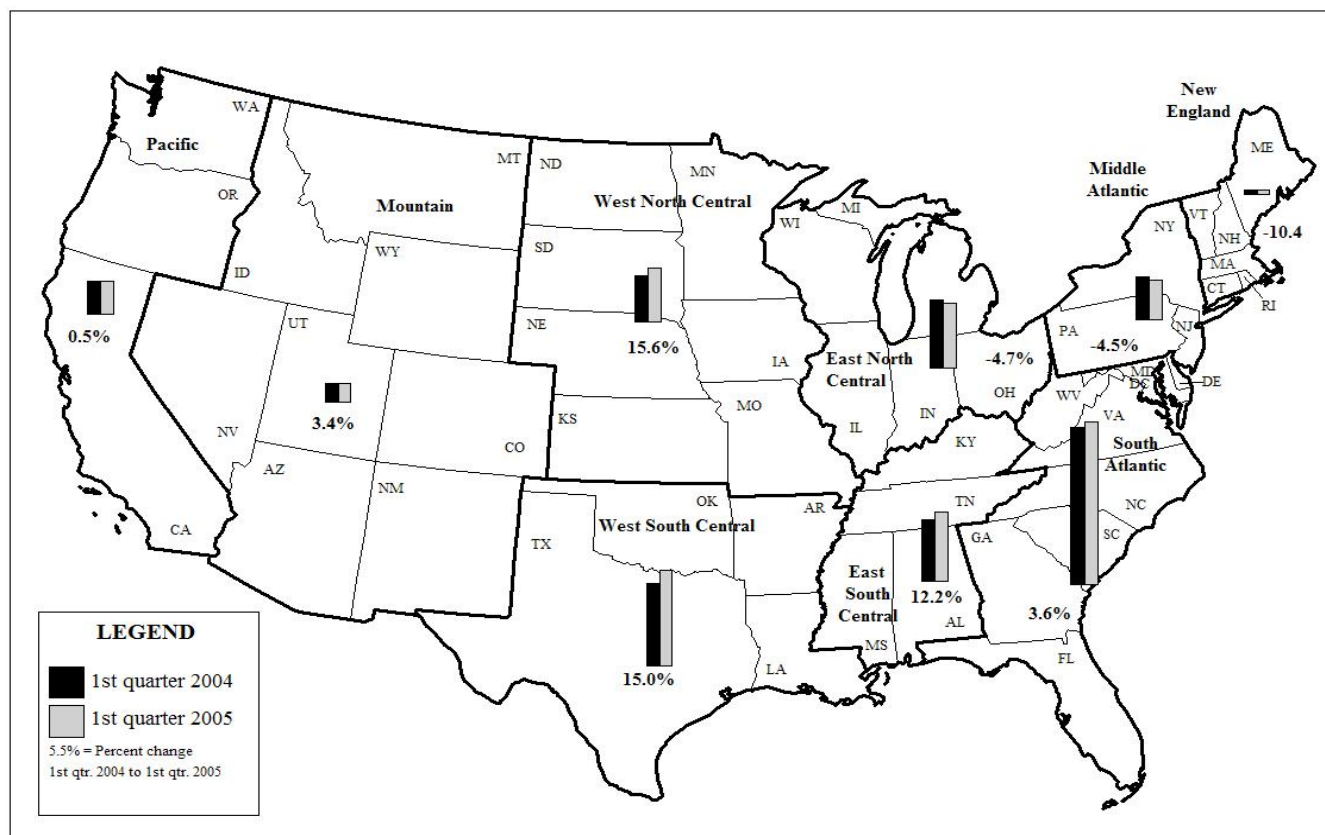 New
England
WA
ME
Pacific
MT
ND
MN
Middle
Atlantic
OR
Mountain
West North Central
MI
WI
NY
VT
NH
-10.4
ID
WY
SD
MA
CT
RI
UT
NE
PA
NJ
0.5%
15.6%
IA
East North
Central
-4.7%
-4.5%
OH
MD
DC
DE
WV
3.4%
MO
IL
IN
VA
NV
CO
KS
KY
South
Atlantic
AZ
NM
OK
AR
TN
NC
CA
West South Central
TX
GA
SC
East
South
Central
12.2%
3.6%
AL
MS
FL
LA
15.0%
LEGEND
1st quarter 2004
1st quarter 2005
5.5% = Percent change
1st qtr. 2004 to 1st qtr. 2005